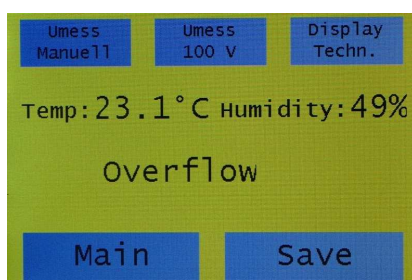 Umess Umess Display
Manuell 100 V Techn.
Temp:23.1°C Humidity:49%
Overflow
Main Save